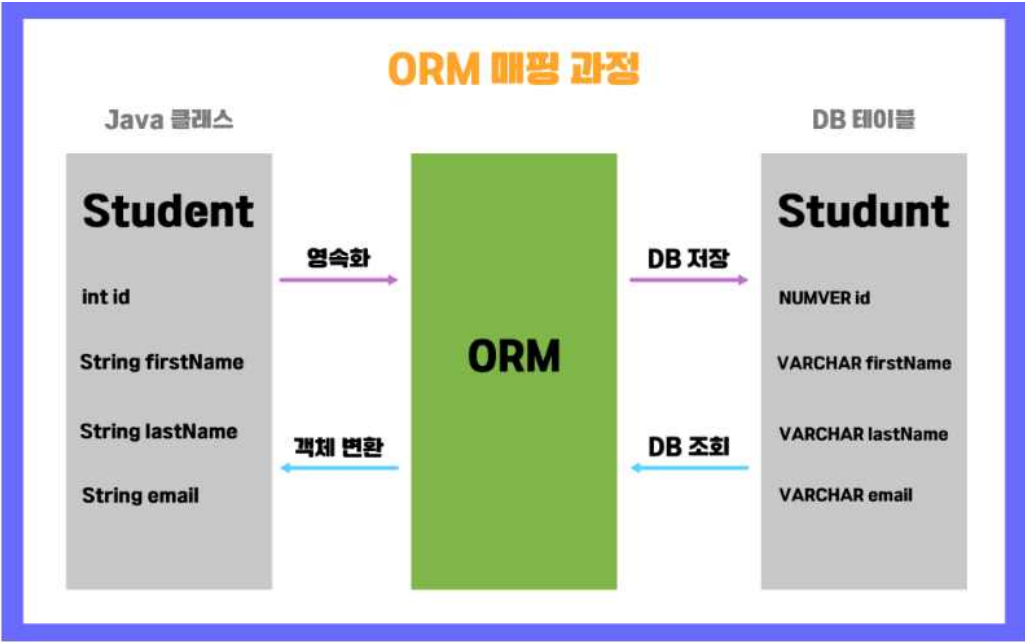 ORM 매핑 과정
Java 클래스
DB 테이블
Student
int id
String firstName
String lastName
String email
영속화
객체 변환
ORM
DB 저장
DB 조회
Studunt
NUMVER id
VARCHAR firstName
VARCHAR lastName
VARCHAR email